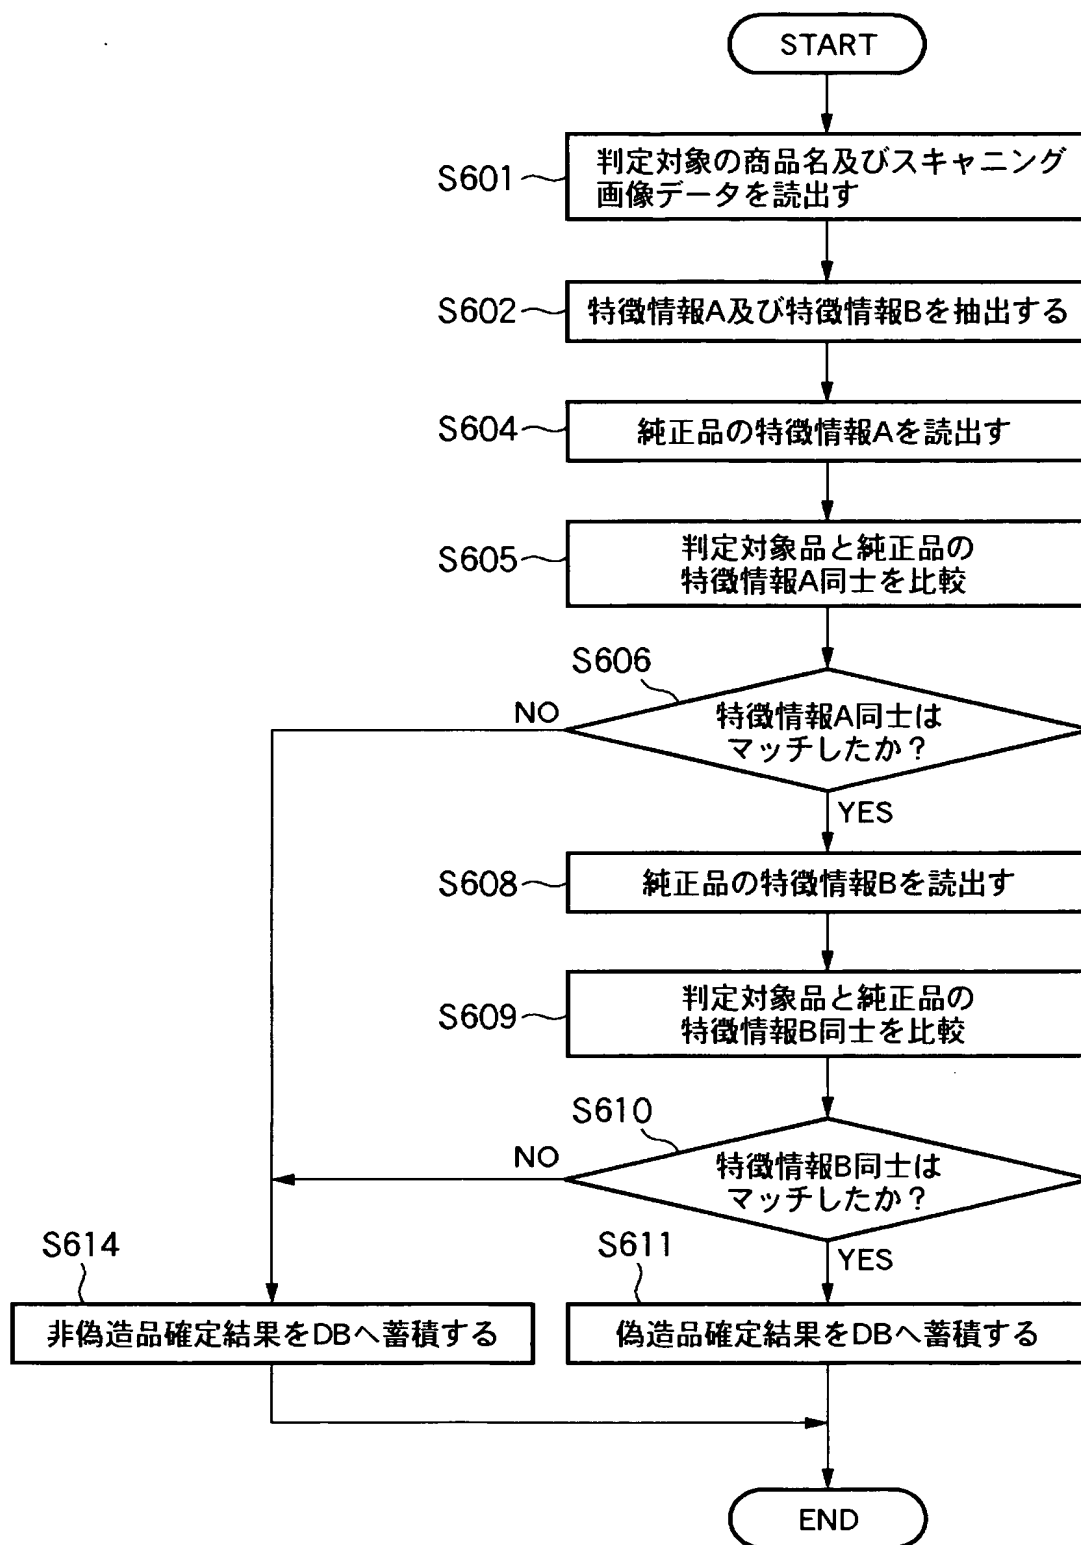 START
S601
判定対象の商品名及びスキャニング
画像データを読出す
S602
特徴情報A及び特徴情報Bを抽出する
S604
純正品の特徴情報Aを読出す
S605
判定対象品と純正品の
特徴情報A同士を比較
S606
特徴情報A同士は
マッチしたか？
NO
YES
S608
純正品の特徴情報Bを読出す
S609
判定対象品と純正品の
特徴情報B同士を比較
S610
特徴情報B同士は
マッチしたか？
NO
YES
S614
非偽造品確定結果をDBへ蓄積する
S611
偽造品確定結果をDBへ蓄積する
END